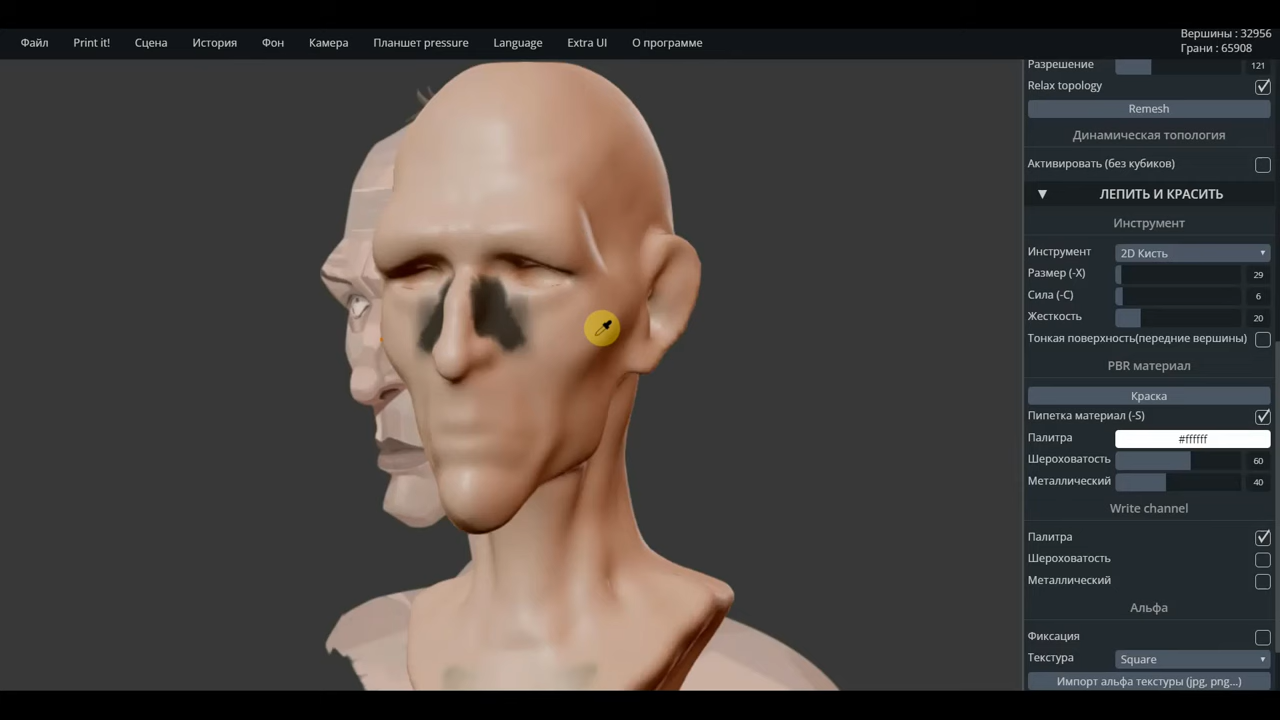 Файл Print it! Сцена История Фон Камера Планшет pressure Language Extra UI О программе
Вершины : 32956
Грани : 65908
Разрешение 121
Relax topology
Remesh
Динамическая топология
Активировать (без кубиков)
ЛЕПИТЬ И КРАСИТЬ
Инструмент
Инструмент 2D Кисть
Размер (-X) 29
Сила (-C) 6
Жесткость 20
Тонкая поверхность(передние вершины)
PBR материал
Краска
Пипетка материал (-S)
Палитра #ffffff
Шероховатость 60
Металлический 40
Write channel
Палитра
Шероховатость
Металлический
Альфа
Фиксация
Текстура Square
Импорт альфа текстуры (jpg, png...)